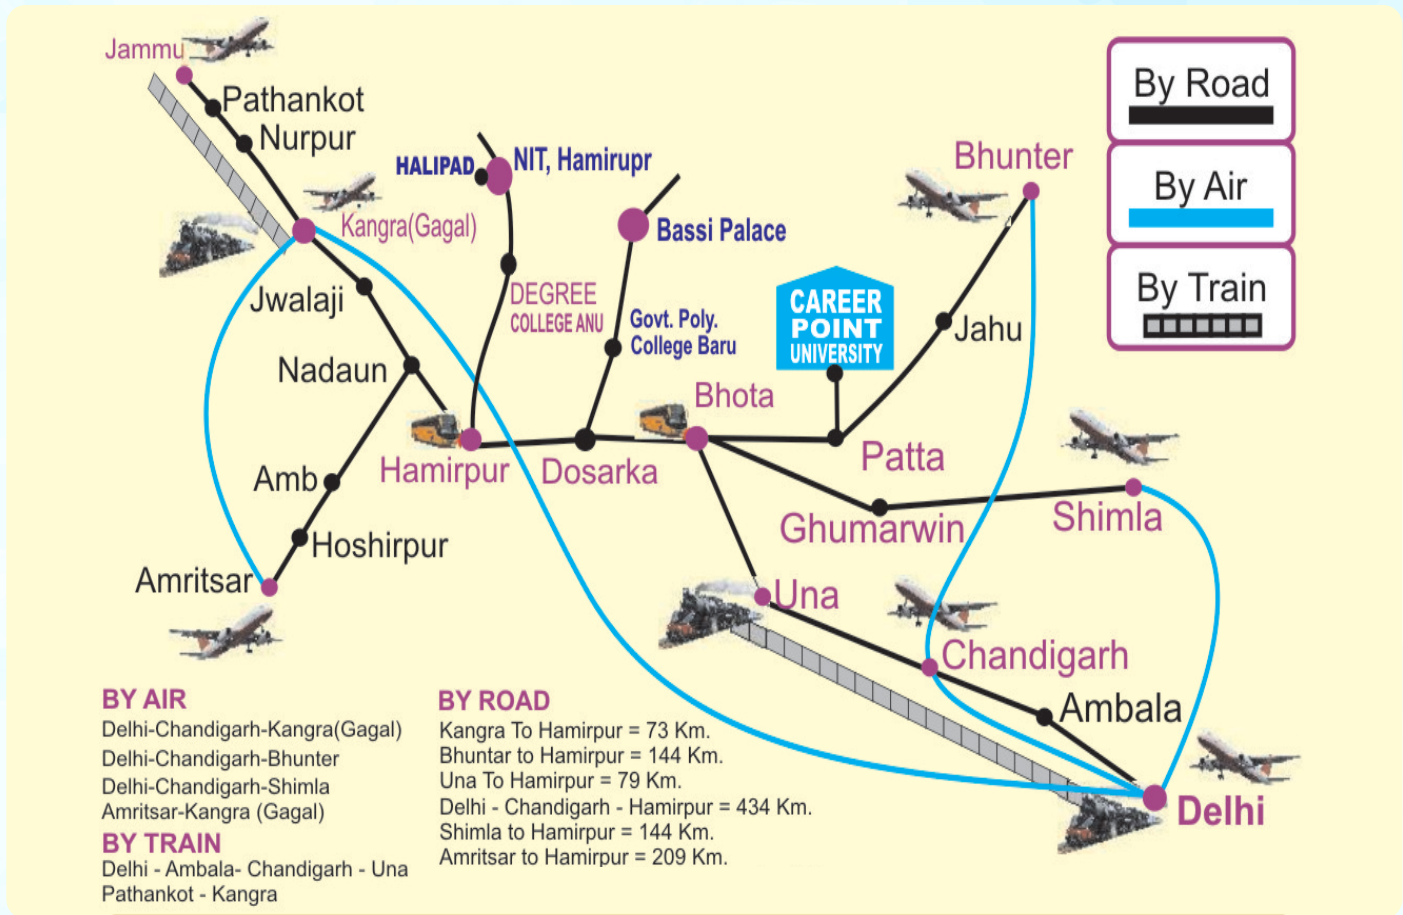 Jammu
Pathankot
Nurpur
HALIPAD
NIT, Hamirupr
Kangra(Gagal)
Bassi Palace
Bhunter
By Road
By Air
By Train
Jwalaji
DEGREE
COLLEGE ANU
Govt. Poly.
College Baru
CAREER
POINT
UNIVERSITY
Jahu
Nadaun
Bhota
Hamirpur
Dosarka
Patta
Amb
Ghumarwin
Shimla
Hoshirpur
Amritsar
Una
Chandigarh
Ambala
Delhi
BY AIR
Delhi-Chandigarh-Kangra(Gagal)
Delhi-Chandigarh-Bhunter
Delhi-Chandigarh-Shimla
Amritsar-Kangra (Gagal)
BY TRAIN
Delhi - Ambala- Chandigarh - Una
Pathankot - Kangra
BY ROAD
Kangra To Hamirpur = 73 Km.
Bhuntar to Hamirpur = 144 Km.
Una To Hamirpur = 79 Km.
Delhi - Chandigarh - Hamirpur = 434 Km.
Shimla to Hamirpur = 144 Km.
Amritsar to Hamirpur = 209 Km.